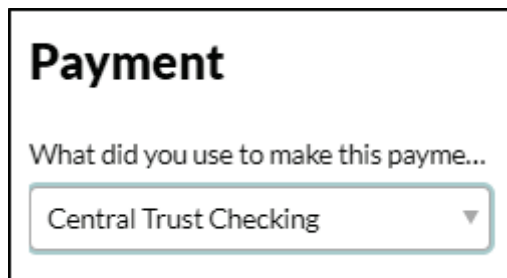 Payment
What did you use to make this payme...
Central Trust Checking